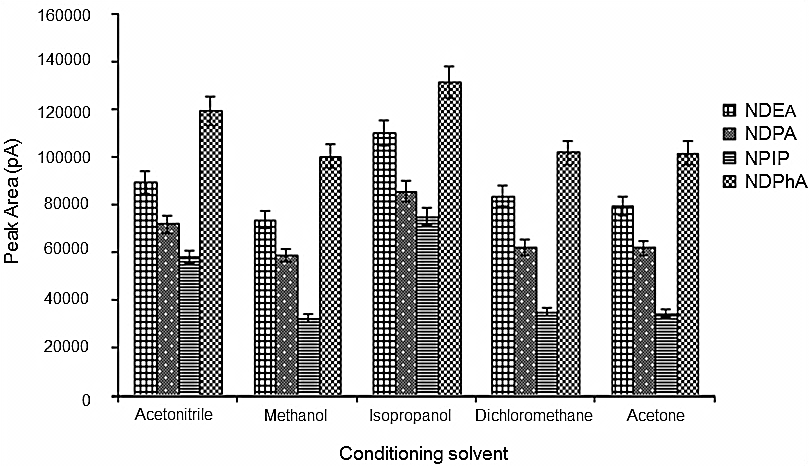 160000
140000
120000
100000
80000
60000
40000
20000
0
Peak Area (pA)
NDEA
NDPA
NPIP
NDPhA
Acetonitrile
Methanol
Isopropanol
Dichloromethane
Acetone
Conditioning solvent